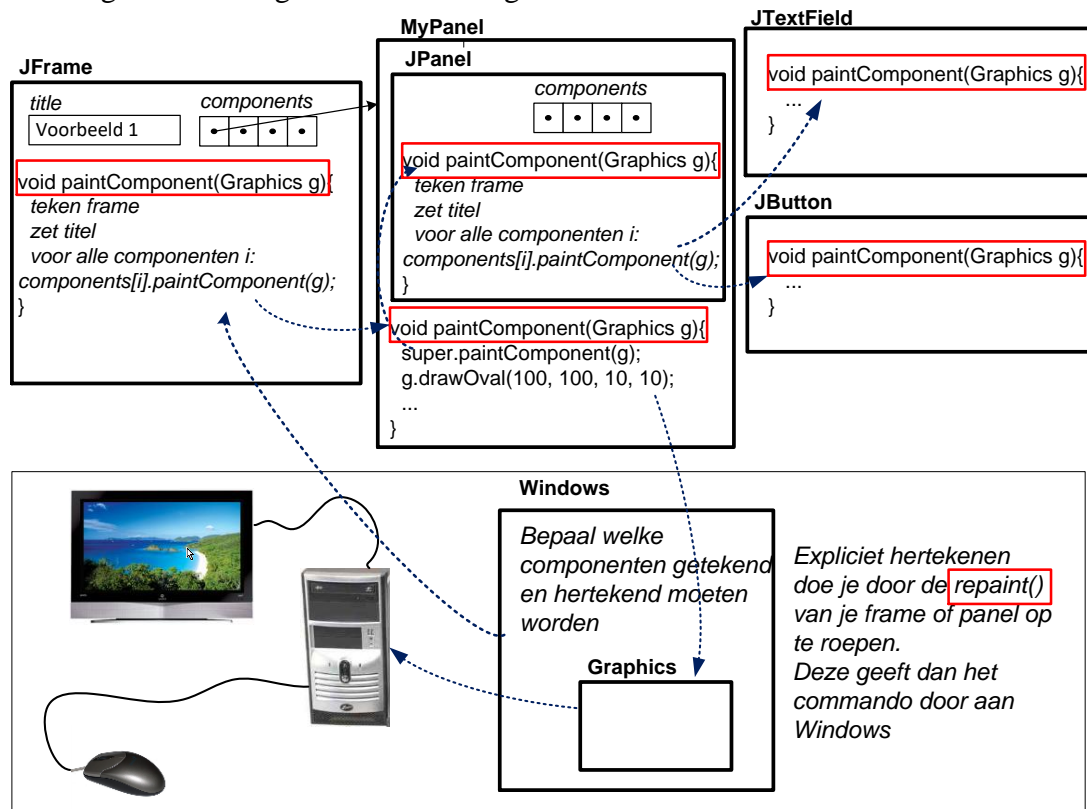 MyPanel
JTextField
JFrame
JPanel
title
components
Voorbeeld 1
void paintComponent(Graphics g){
teken frame
zet titel
voor alle componenten i:
components[i].paintComponent(g);
}
components
void paintComponent(Graphics g){
teken frame
zet titel
voor alle componenten i:
components[i].paintComponent(g);
}
void paintComponent(Graphics g){
super.paintComponent(g);
g.drawOval(100, 100, 10, 10);
...
}
void paintComponent(Graphics g){
...
}
JButton
void paintComponent(Graphics g){
...
}
Windows
Bepaal welke
componenten getekend
en hertekend moeten
worden
Graphics
Expliciet hertekenen
doe je door de repaint()
van je frame of panel op
te roepen.
Deze geeft dan het
commando door aan
Windows